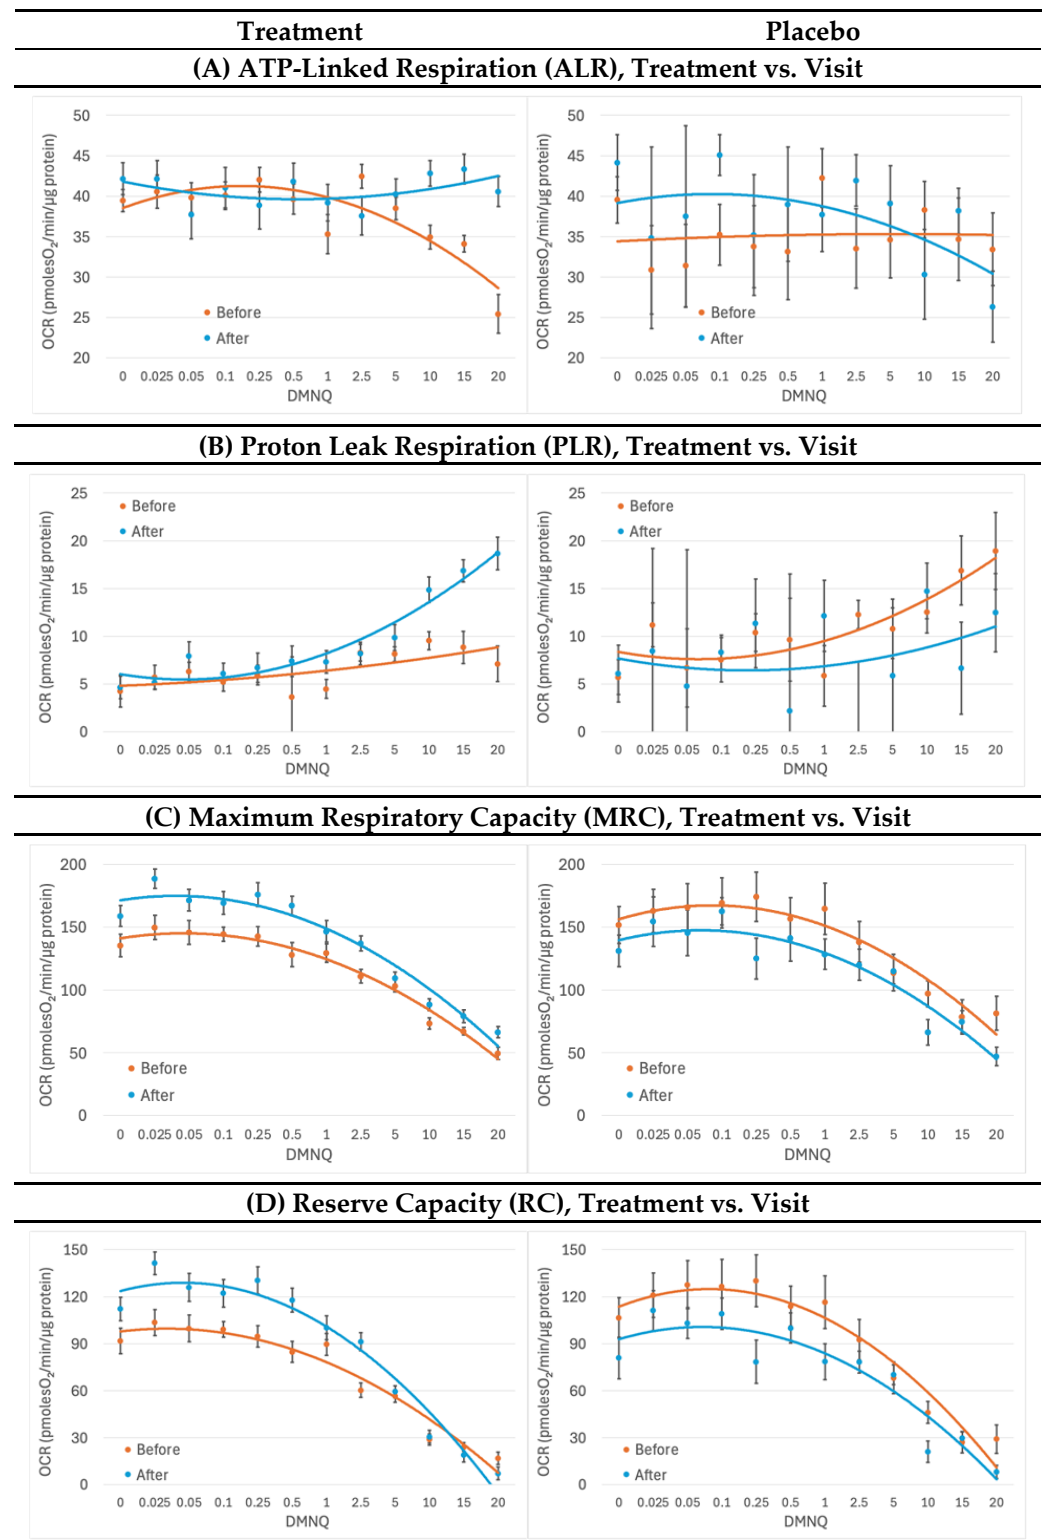 Treatment Placebo
(A) ATP-Linked Respiration (ALR), Treatment vs. Visit
OCR (pmolesO₂/min/µg protein)
50
45
40
35
30
25
20
Before
After
0 0.025 0.05 0.1 0.25 0.5 1 2.5 5 10 15 20
DMNQ
OCR (pmolesO₂/min/µg protein)
50
45
40
35
30
25
20
Before
After
0 0.025 0.05 0.1 0.25 0.5 1 2.5 5 10 15 20
DMNQ
(B) Proton Leak Respiration (PLR), Treatment vs. Visit
OCR (pmolesO₂/min/µg protein)
25
20
15
10
5
0
Before
After
0 0.025 0.05 0.1 0.25 0.5 1 2.5 5 10 15 20
DMNQ
OCR (pmolesO₂/min/µg protein)
25
20
15
10
5
0
Before
After
0 0.025 0.05 0.1 0.25 0.5 1 2.5 5 10 15 20
DMNQ
(C) Maximum Respiratory Capacity (MRC), Treatment vs. Visit
OCR (pmolesO₂/min/µg protein)
200
150
100
50
0
Before
After
0 0.025 0.05 0.1 0.25 0.5 1 2.5 5 10 15 20
DMNQ
OCR (pmolesO₂/min/µg protein)
200
150
100
50
0
Before
After
0 0.025 0.05 0.1 0.25 0.5 1 2.5 5 10 15 20
DMNQ
(D) Reserve Capacity (RC), Treatment vs. Visit
OCR (pmolesO₂/min/µg protein)
150
120
90
60
30
0
Before
After
0 0.025 0.05 0.1 0.25 0.5 1 2.5 5 10 15 20
DMNQ
OCR (pmolesO₂/min/µg protein)
150
120
90
60
30
0
Before
After
0 0.025 0.05 0.1 0.25 0.5 1 2.5 5 10 15 20
DMNQ